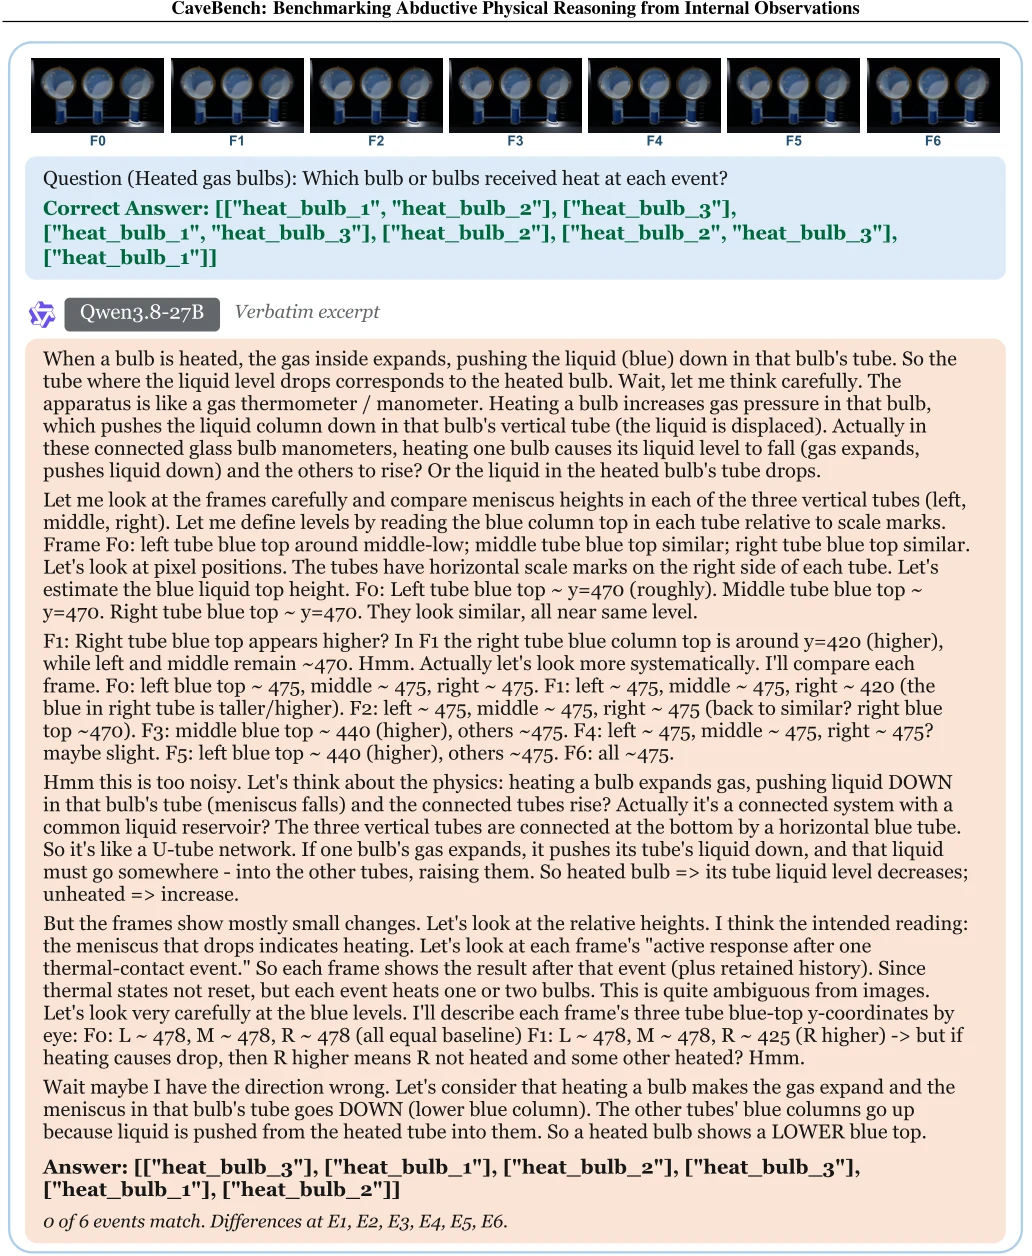 CaveBench: Benchmarking Abductive Physical Reasoning from Internal Observations
F0 F1 F2 F3 F4 F5 F6
Question (Heated gas bulbs): Which bulb or bulbs received heat at each event?
Correct Answer: [["heat_bulb_1", "heat_bulb_2"], ["heat_bulb_3"],
["heat_bulb_1", "heat_bulb_3"], ["heat_bulb_2"], ["heat_bulb_2", "heat_bulb_3"],
["heat_bulb_1"]]
Qwen3.8-27B Verbatim excerpt
When a bulb is heated, the gas inside expands, pushing the liquid (blue) down in that bulb's tube. So the
tube where the liquid level drops corresponds to the heated bulb. Wait, let me think carefully. The
apparatus is like a gas thermometer / manometer. Heating a bulb increases gas pressure in that bulb,
which pushes the liquid column down in that bulb's vertical tube (the liquid is displaced). Actually in
these connected glass bulb manometers, heating one bulb causes its liquid level to fall (gas expands,
pushes liquid down) and the others to rise? Or the liquid in the heated bulb's tube drops.
Let me look at the frames carefully and compare meniscus heights in each of the three vertical tubes (left,
middle, right). Let me define levels by reading the blue column top in each tube relative to scale marks.
Frame F0: left tube blue top around middle-low; middle tube blue top similar; right tube blue top similar.
Let's look at pixel positions. The tubes have horizontal scale marks on the right side of each tube. Let's
estimate the blue liquid top height. F0: Left tube blue top ~ y=470 (roughly). Middle tube blue top ~
y=470. Right tube blue top ~ y=470. They look similar, all near same level.
F1: Right tube blue top appears higher? In F1 the right tube blue column top is around y=420 (higher),
while left and middle remain ~470. Hmm. Actually let's look more systematically. I'll compare each
frame. F0: left blue top ~ 475, middle ~ 475, right ~ 475. F1: left ~ 475, middle ~ 475, right ~ 420 (the
blue in right tube is taller/higher). F2: left ~ 475, middle ~ 475, right ~ 475 (back to similar? right blue
top ~470). F3: middle blue top ~ 440 (higher), others ~475. F4: left ~ 475, middle ~ 475, right ~ 475?
maybe slight. F5: left blue top ~ 440 (higher), others ~475. F6: all ~475.
Hmm this is too noisy. Let's think about the physics: heating a bulb expands gas, pushing liquid DOWN
in that bulb's tube (meniscus falls) and the connected tubes rise? Actually it's a connected system with a
common liquid reservoir? The three vertical tubes are connected at the bottom by a horizontal blue tube.
So it's like a U-tube network. If one bulb's gas expands, it pushes its tube's liquid down, and that liquid
must go somewhere - into the other tubes, raising them. So heated bulb => its tube liquid level decreases;
unheated => increase.
But the frames show mostly small changes. Let's look at the relative heights. I think the intended reading:
the meniscus that drops indicates heating. Let's look at each frame's "active response after one
thermal-contact event." So each frame shows the result after that event (plus retained history). Since
thermal states not reset, but each event heats one or two bulbs. This is quite ambiguous from images.
Let's look very carefully at the blue levels. I'll describe each frame's three tube blue-top y-coordinates by
eye: F0: L ~ 478, M ~ 478, R ~ 478 (all equal baseline) F1: L ~ 478, M ~ 478, R ~ 425 (R higher) -> but if
heating causes drop, then R higher means R not heated and some other heated? Hmm.
Wait maybe I have the direction wrong. Let's consider that heating a bulb makes the gas expand and the
meniscus in that bulb's tube goes DOWN (lower blue column). The other tubes' blue columns go up
because liquid is pushed from the heated tube into them. So a heated bulb shows a LOWER blue top.
Answer: [["heat_bulb_3"], ["heat_bulb_1"], ["heat_bulb_2"], ["heat_bulb_3"],
["heat_bulb_1"], ["heat_bulb_2"]]
0 of 6 events match. Differences at E1, E2, E3, E4, E5, E6.